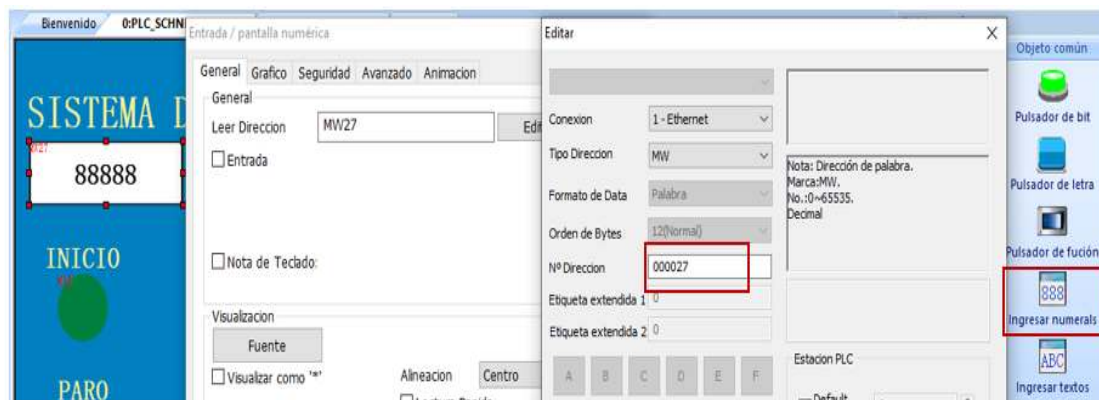 Bienvenido
0:PLC_SCHNE
SISTEMA D
MW27
88888
INICIO
PARO
Entrada / pantalla numérica
General Grafico Seguridad Avanzado Animacion
General
Leer Direccion MW27 Edit
Entrada
Nota de Teclado:
Visualizacion
Fuente
Visualizar como '*'
Alineacion Centro
Editar
X
Conexion 1 - Ethernet
Tipo Direccion MW
Formato de Data Palabra
Orden de Bytes 12(Normal)
Nº Direccion 000027
Etiqueta extendida 1 0
Etiqueta extendida 2 0
A B C D E F
Nota: Dirección de palabra.
Marca:MW.
No.:0~65535.
Decimal
Estacion PLC
Default
Objeto común
Pulsador de bit
Pulsador de letra
Pulsador de fución
888
Ingresar numerals
ABC
Ingresar textos